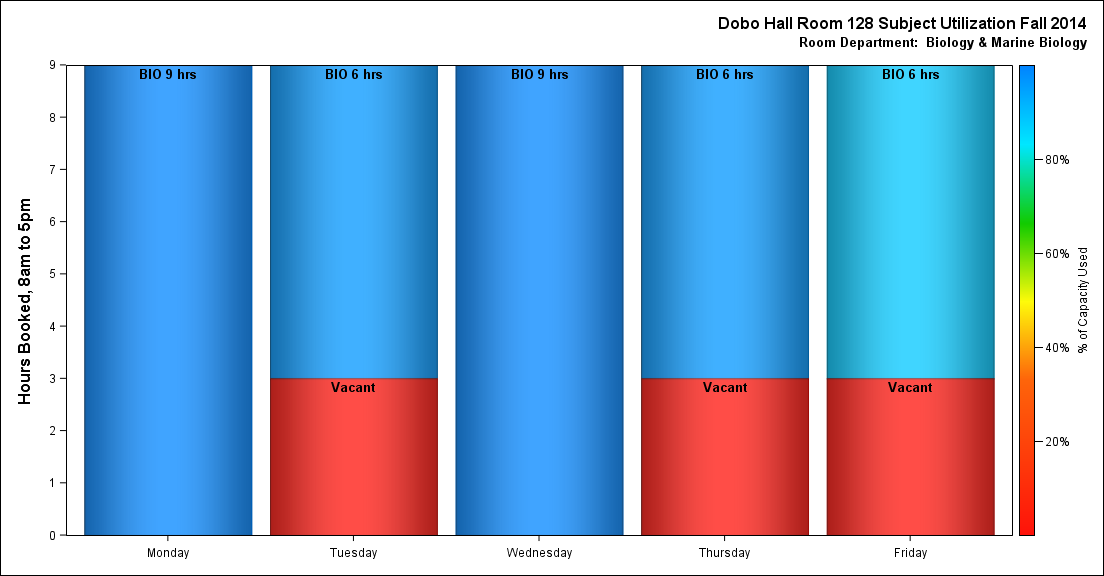 Dobo Hall Room 128 Subject Utilization Fall 2014
Room Department:  Biology & Marine Biology
Hours Booked, 8am to 5pm
9
8
7
6
5
4
3
2
1
0
BIO 9 hrs
BIO 6 hrs
BIO 9 hrs
BIO 6 hrs
BIO 6 hrs
Vacant
Vacant
Vacant
Monday
Tuesday
Wednesday
Thursday
Friday
80%
60%
40%
20%
% of Capacity Used